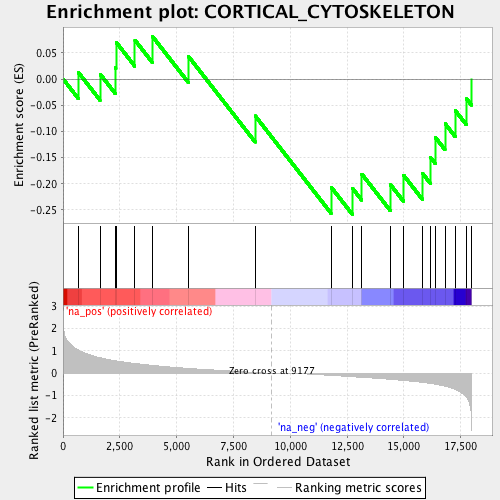 Enrichment plot: CORTICAL_CYTOSKELETON
Enrichment score (ES)
0.05
0.00
-0.05
-0.10
-0.15
-0.20
-0.25
'na_pos' (positively correlated)
Ranked list metric (PreRanked)
3
2
1
0
-1
-2
Zero cross at 9177
'na_neg' (negatively correlated)
0
2,500
5,000
7,500
10,000
12,500
15,000
17,500
Rank in Ordered Dataset
Enrichment profile
Hits
Ranking metric scores